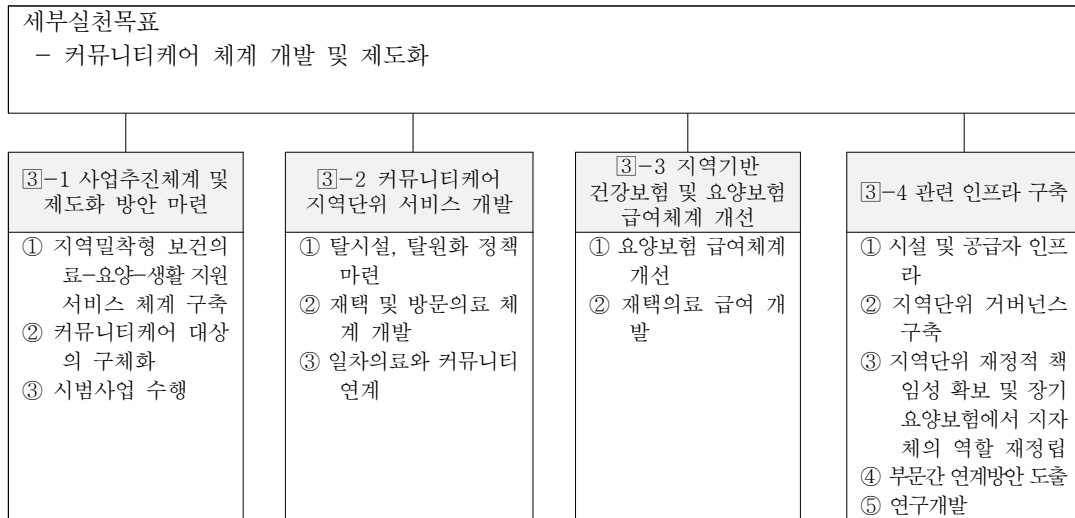 세부실천목표
- 커뮤니티케어 체계 개발 및 제도화
3-1 사업추진체계 및
제도화 방안 마련
① 지역밀착형 보건의
료-요양-생활 지원
서비스 체계 구축
② 커뮤니티케어 대상
의 구체화
③ 시범사업 수행
3-2 커뮤니티케어
지역단위 서비스 개발
① 탈시설, 탈원화 정책
마련
② 재택 및 방문의료 체
계 개발
③ 일차의료와 커뮤니티
연계
3-3 지역기반
건강보험 및 요양보험
급여체계 개선
① 요양보험 급여체계
개선
② 재택의료 급여 개
발
3-4 관련 인프라 구축
① 시설 및 공급자 인프
라
② 지역단위 거버넌스
구축
③ 지역단위 재정적 책
임성 확보 및 장기
요양보험에서 지자
체의 역할 재정립
④ 부문간 연계방안 도출
⑤ 연구개발